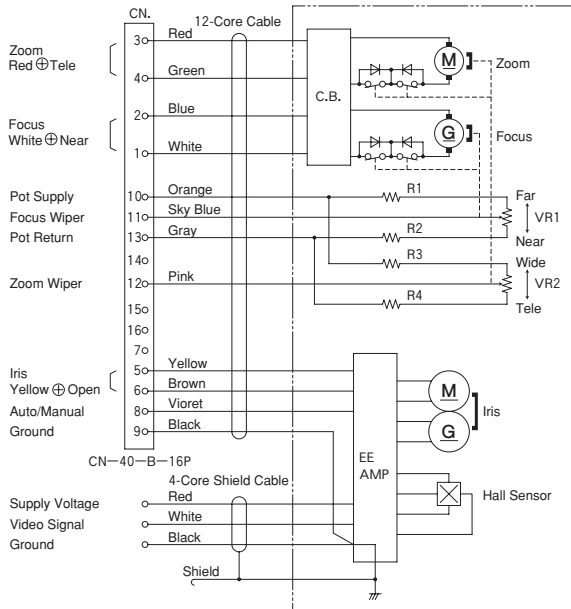 CN.
12-Core Cable
3 Red
Zoom
Red ⊕ Tele
M
Zoom
4 Green
C.B.
2 Blue
Focus
White ⊕ Near
G
Focus
1 White
Pot Supply 10 Orange R1 Far
Focus Wiper 11 Sky Blue VR1
Pot Return 13 Gray R2 Near
14 R3 Wide
Zoom Wiper 12 Pink VR2
R4 Tele
15
16
7
5 Yellow
Iris
Yellow ⊕ Open
6 Brown
M
Iris
Auto/Manual 8 Vioret
G
Ground 9 Black
CN-40-B-16P
EE
AMP
4-Core Shield Cable
Supply Voltage Red
Hall Sensor
Video Signal White
Ground Black
Shield